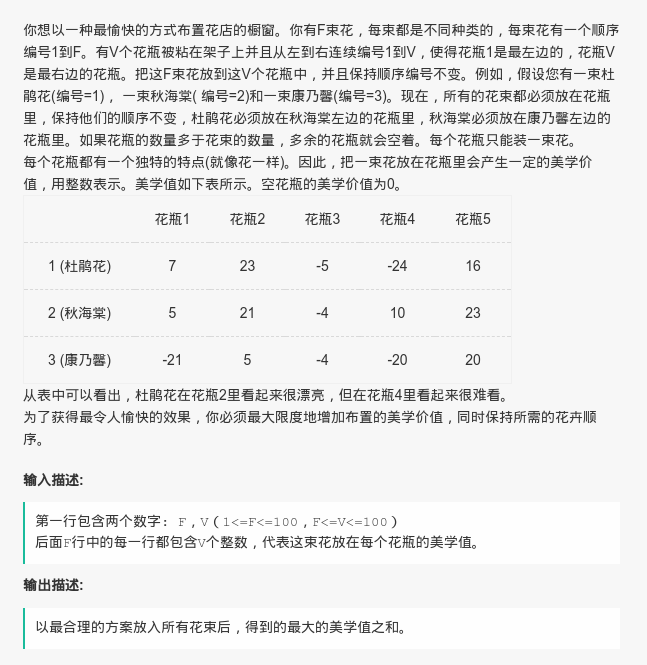 你想以一种最愉快的方式布置花店的橱窗。你有F束花，每束都是不同种类的，每束花有一个顺序
编号1到F。有V个花瓶被粘在架子上并且从左到右连续编号1到V，使得花瓶1是最左边的，花瓶V
是最右边的花瓶。把这F束花放到这V个花瓶中，并且保持顺序编号不变。例如，假设您有一束杜
鹃花(编号=1)， 一束秋海棠( 编号=2)和一束康乃馨(编号=3)。现在，所有的花束都必须放在花瓶
里，保持他们的顺序不变，杜鹃花必须放在秋海棠左边的花瓶里，秋海棠必须放在康乃馨左边的
花瓶里。如果花瓶的数量多于花束的数量，多余的花瓶就会空着。每个花瓶只能装一束花。
每个花瓶都有一个独特的特点(就像花一样)。因此，把一束花放在花瓶里会产生一定的美学价
值，用整数表示。美学值如下表所示。空花瓶的美学价值为0。
花瓶1 花瓶2 花瓶3 花瓶4 花瓶5
1 (杜鹃花) 7 23 -5 -24 16
2 (秋海棠) 5 21 -4 10 23
3 (康乃馨) -21 5 -4 -20 20
从表中可以看出，杜鹃花在花瓶2里看起来很漂亮，但在花瓶4里看起来很难看。
为了获得最令人愉快的效果，你必须最大限度地增加布置的美学价值，同时保持所需的花卉顺
序。
输入描述:
第一行包含两个数字: F，V（1<=F<=100，F<=V<=100）
后面F行中的每一行都包含V个整数，代表这束花放在每个花瓶的美学值。
输出描述:
以最合理的方案放入所有花束后，得到的最大的美学值之和。